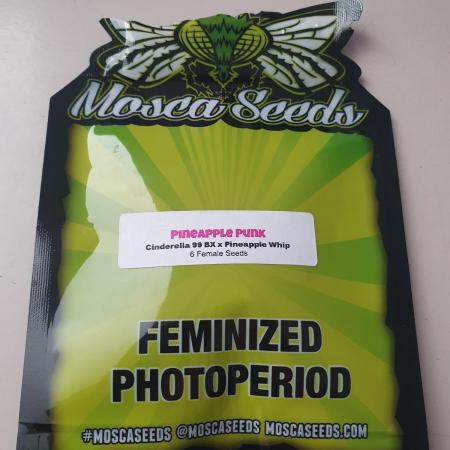 Mosca Seeds
Pineapple Punk
Cinderella 99 BX x Pineapple Whip
6 Female Seeds
FEMINIZED
PHOTOPERIOD
#MOSCASEEDS @MOSCASEEDS MOSCASEEDS.COM